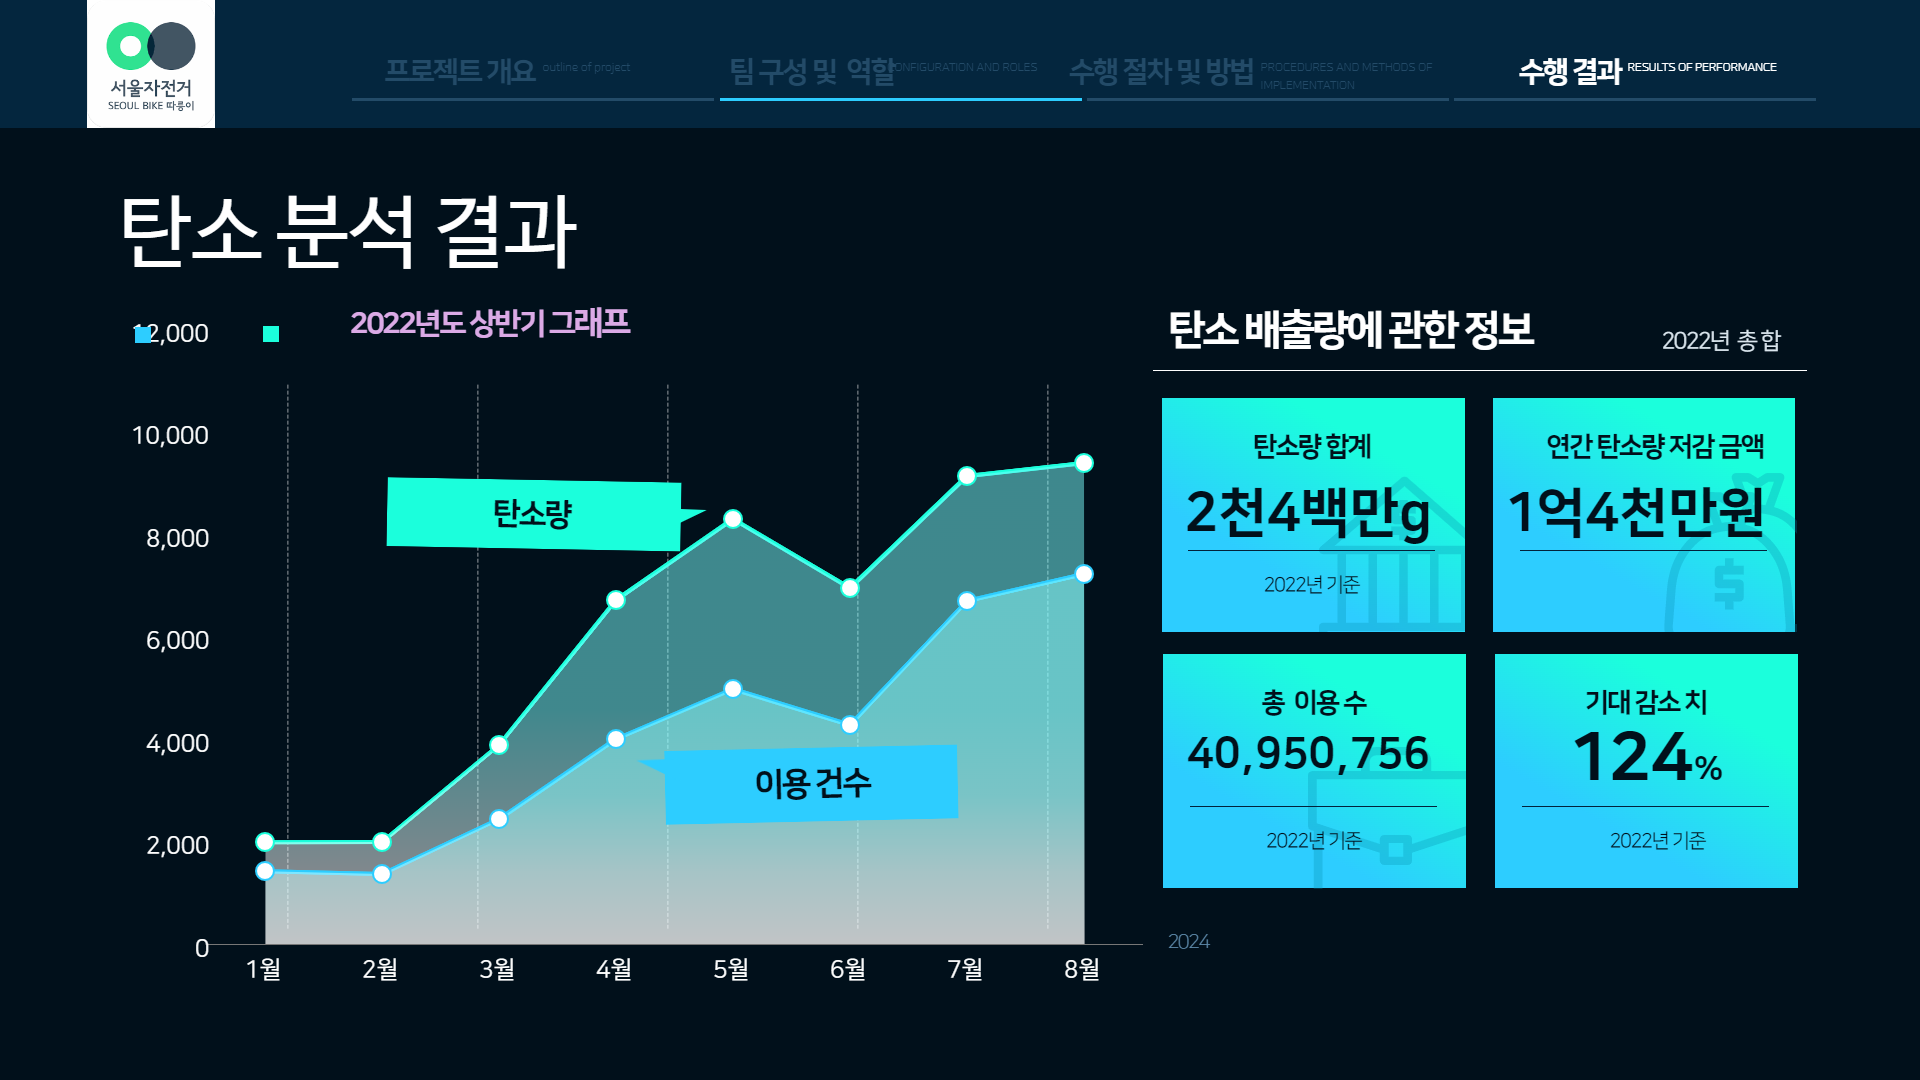 서울자전거
SEOUL BIKE 따릉이
프로젝트 개요 outline of project
팀 구성 및 역할 ONFIGURATION AND ROLES
수행 절차 및 방법 PROCEDURES AND METHODS OF
IMPLEMENTATION
수행 결과 RESULTS OF PERFORMANCE
탄소 분석 결과
2022년도 상반기 그래프
12,000
10,000
8,000
6,000
4,000
2,000
0
탄소량
이용 건수
1월 2월 3월 4월 5월 6월 7월 8월
탄소 배출량에 관한 정보
2022년 총합
탄소량 합계
2천4백만g
2022년 기준
연간 탄소량 저감 금액
1억4천만원
$
총 이용 수
40,950,756
2022년 기준
기대 감소 치
124%
2022년 기준
2024